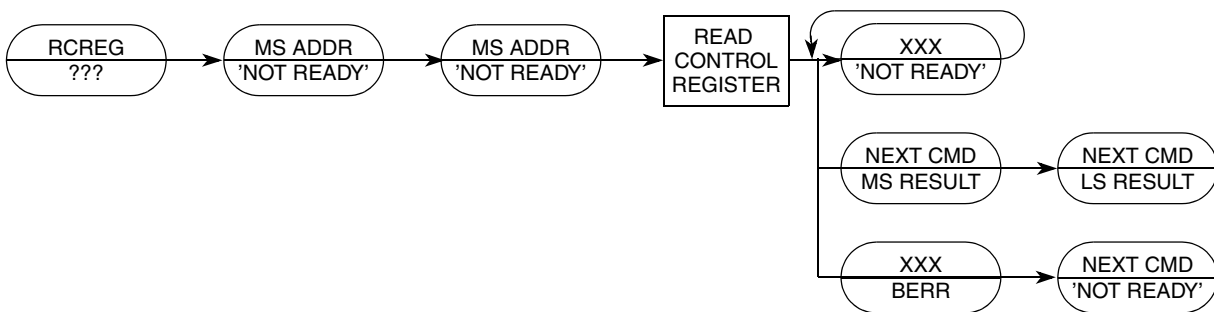 RCREG
???
MS ADDR
'NOT READY'
MS ADDR
'NOT READY'
READ
CONTROL
REGISTER
XXX
'NOT READY'
NEXT CMD
MS RESULT
NEXT CMD
LS RESULT
XXX
BERR
NEXT CMD
'NOT READY'